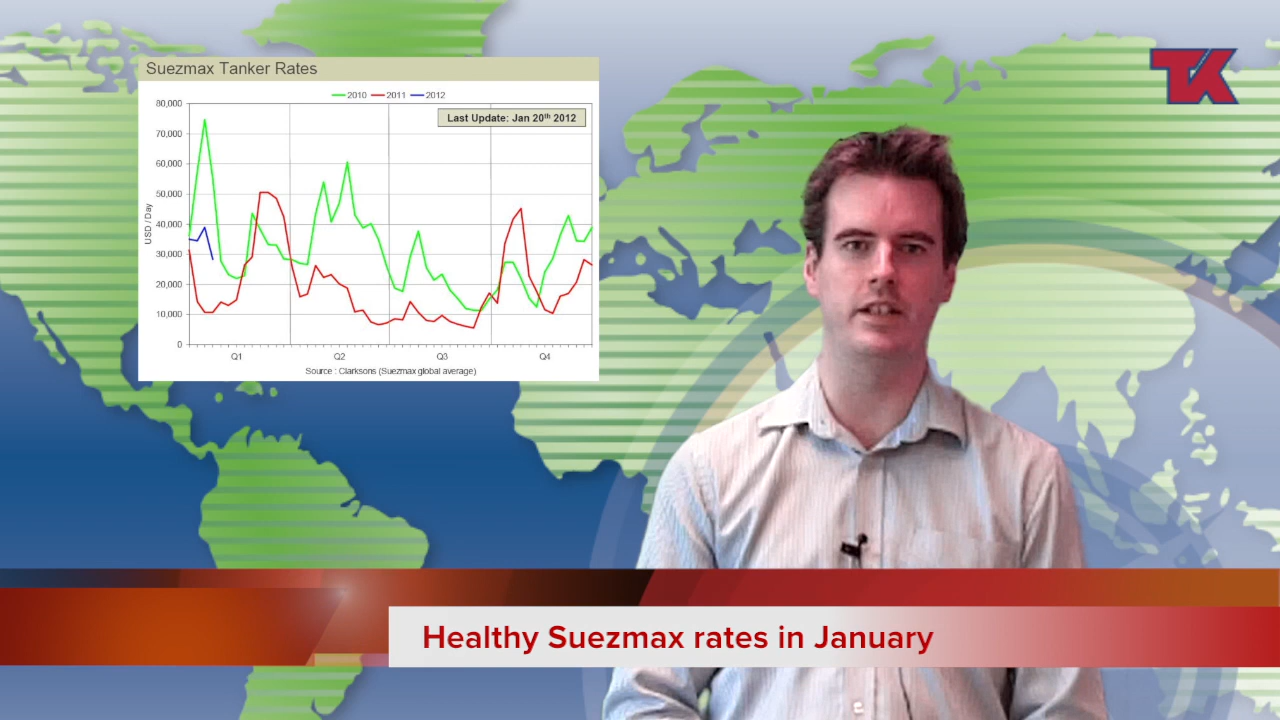 Suezmax Tanker Rates
2010 2011 2012
Last Update: Jan 20th 2012
80,000
70,000
60,000
50,000
40,000
30,000
20,000
10,000
0
USD / Day
Q1 Q2 Q3 Q4
Source : Clarksons (Suezmax global average)
TK
Healthy Suezmax rates in January